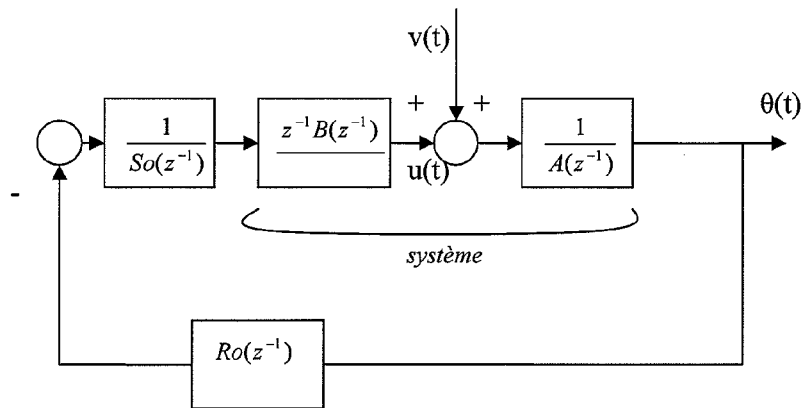 v(t)
+ +
θ(t)
1
So(z⁻¹)
z⁻¹B(z⁻¹)
u(t)
1
A(z⁻¹)
-
système
Ro(z⁻¹)